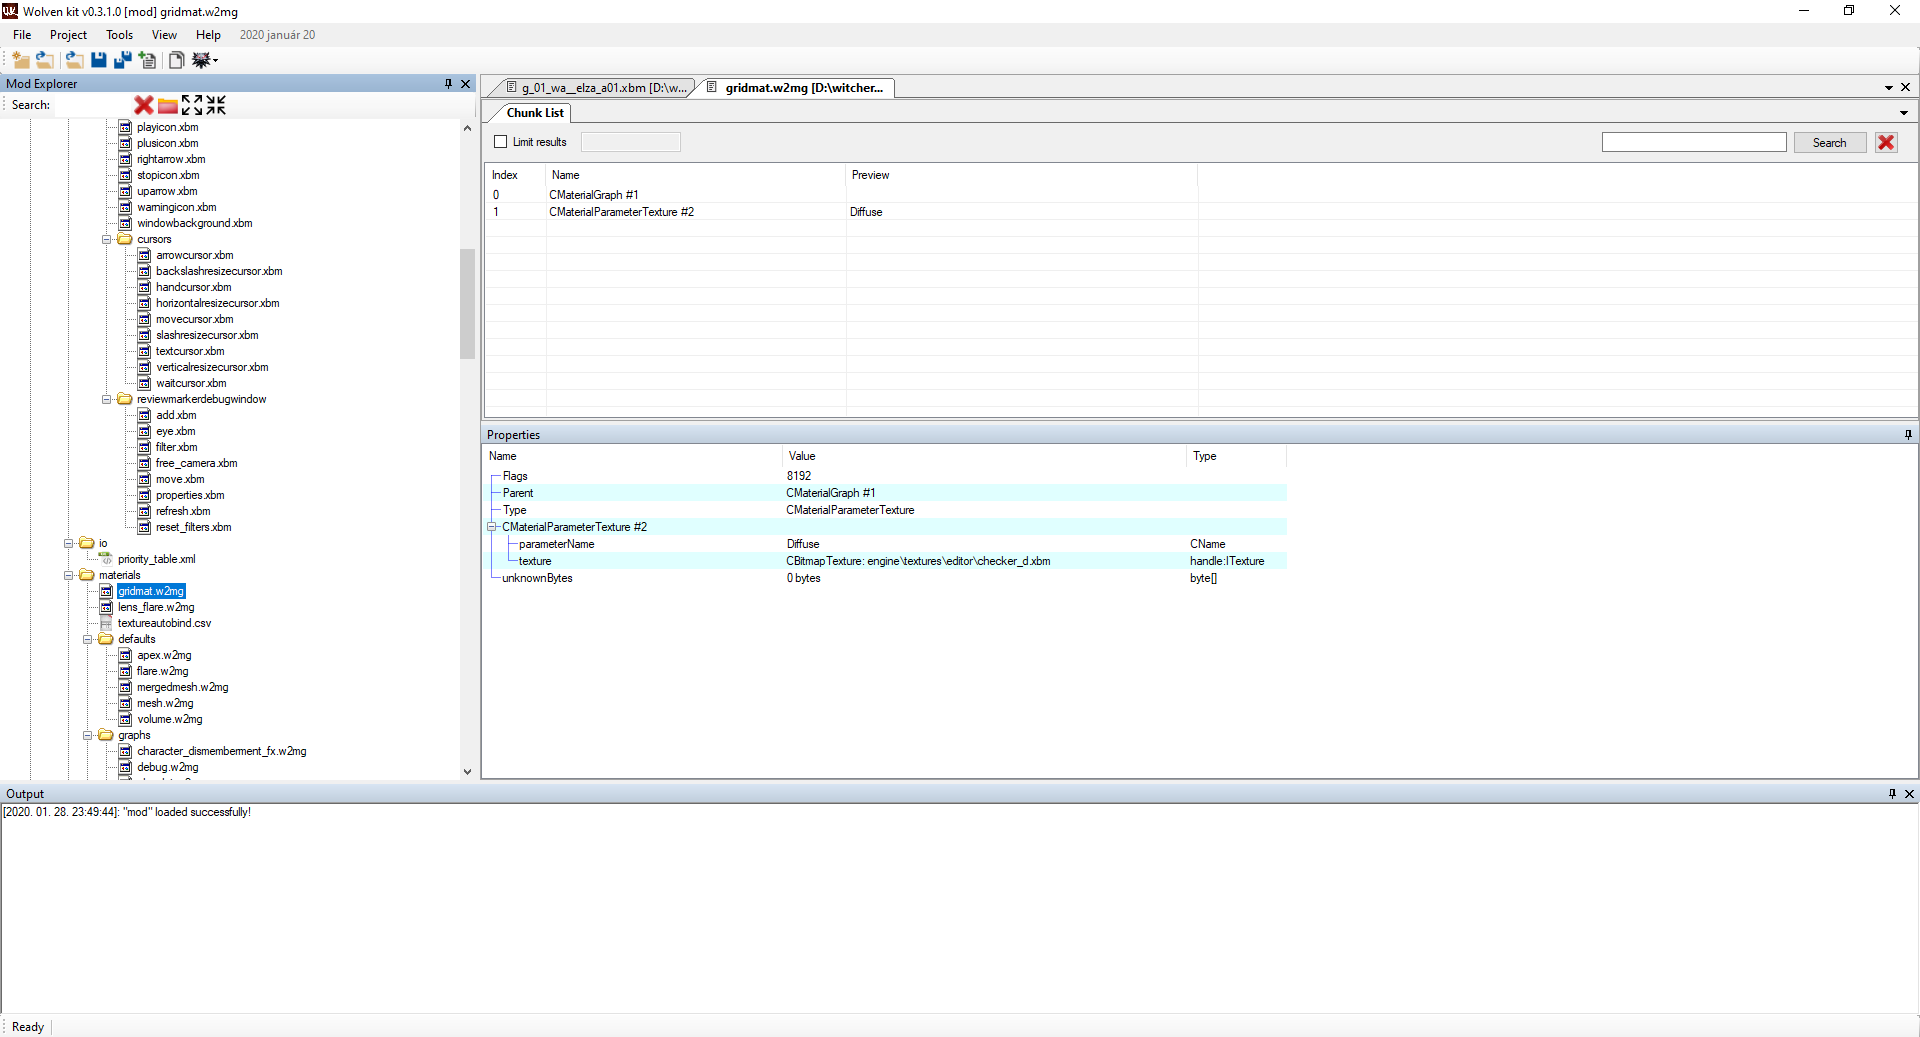 Wolven kit v0.3.1.0 [mod] gridmat.w2mg
File Project Tools View Help 2020 január 20
Mod Explorer
Search:
playicon.xbm
plusicon.xbm
rightarrow.xbm
stopicon.xbm
uparrow.xbm
warningicon.xbm
windowbackground.xbm
cursors
arrowcursor.xbm
backslashresizecursor.xbm
handcursor.xbm
horizontalresizecursor.xbm
movecursor.xbm
slashresizecursor.xbm
textcursor.xbm
verticalresizecursor.xbm
waitcursor.xbm
reviewmarkerdebugwindow
add.xbm
eye.xbm
filter.xbm
free_camera.xbm
move.xbm
properties.xbm
refresh.xbm
reset_filters.xbm
io
priority_table.xml
materials
gridmat.w2mg
lens_flare.w2mg
textureautobind.csv
defaults
apex.w2mg
flare.w2mg
mergedmesh.w2mg
mesh.w2mg
volume.w2mg
graphs
character_dismemberment_fx.w2mg
debug.w2mg
g_01_wa__elza_a01.xbm [D:\w... gridmat.w2mg [D:\witcher...
Chunk List
Limit results Search
Index Name Preview
0 CMaterialGraph #1
1 CMaterialParameterTexture #2 Diffuse
Properties
Name Value Type
Flags 8192
Parent CMaterialGraph #1
Type CMaterialParameterTexture
CMaterialParameterTexture #2
parameterName Diffuse CName
texture CBitmapTexture: engine\textures\editor\checker_d.xbm handle:ITexture
unknownBytes 0 bytes byte[]
Output
[2020. 01. 28. 23:49:44]: "mod" loaded successfully!
Ready